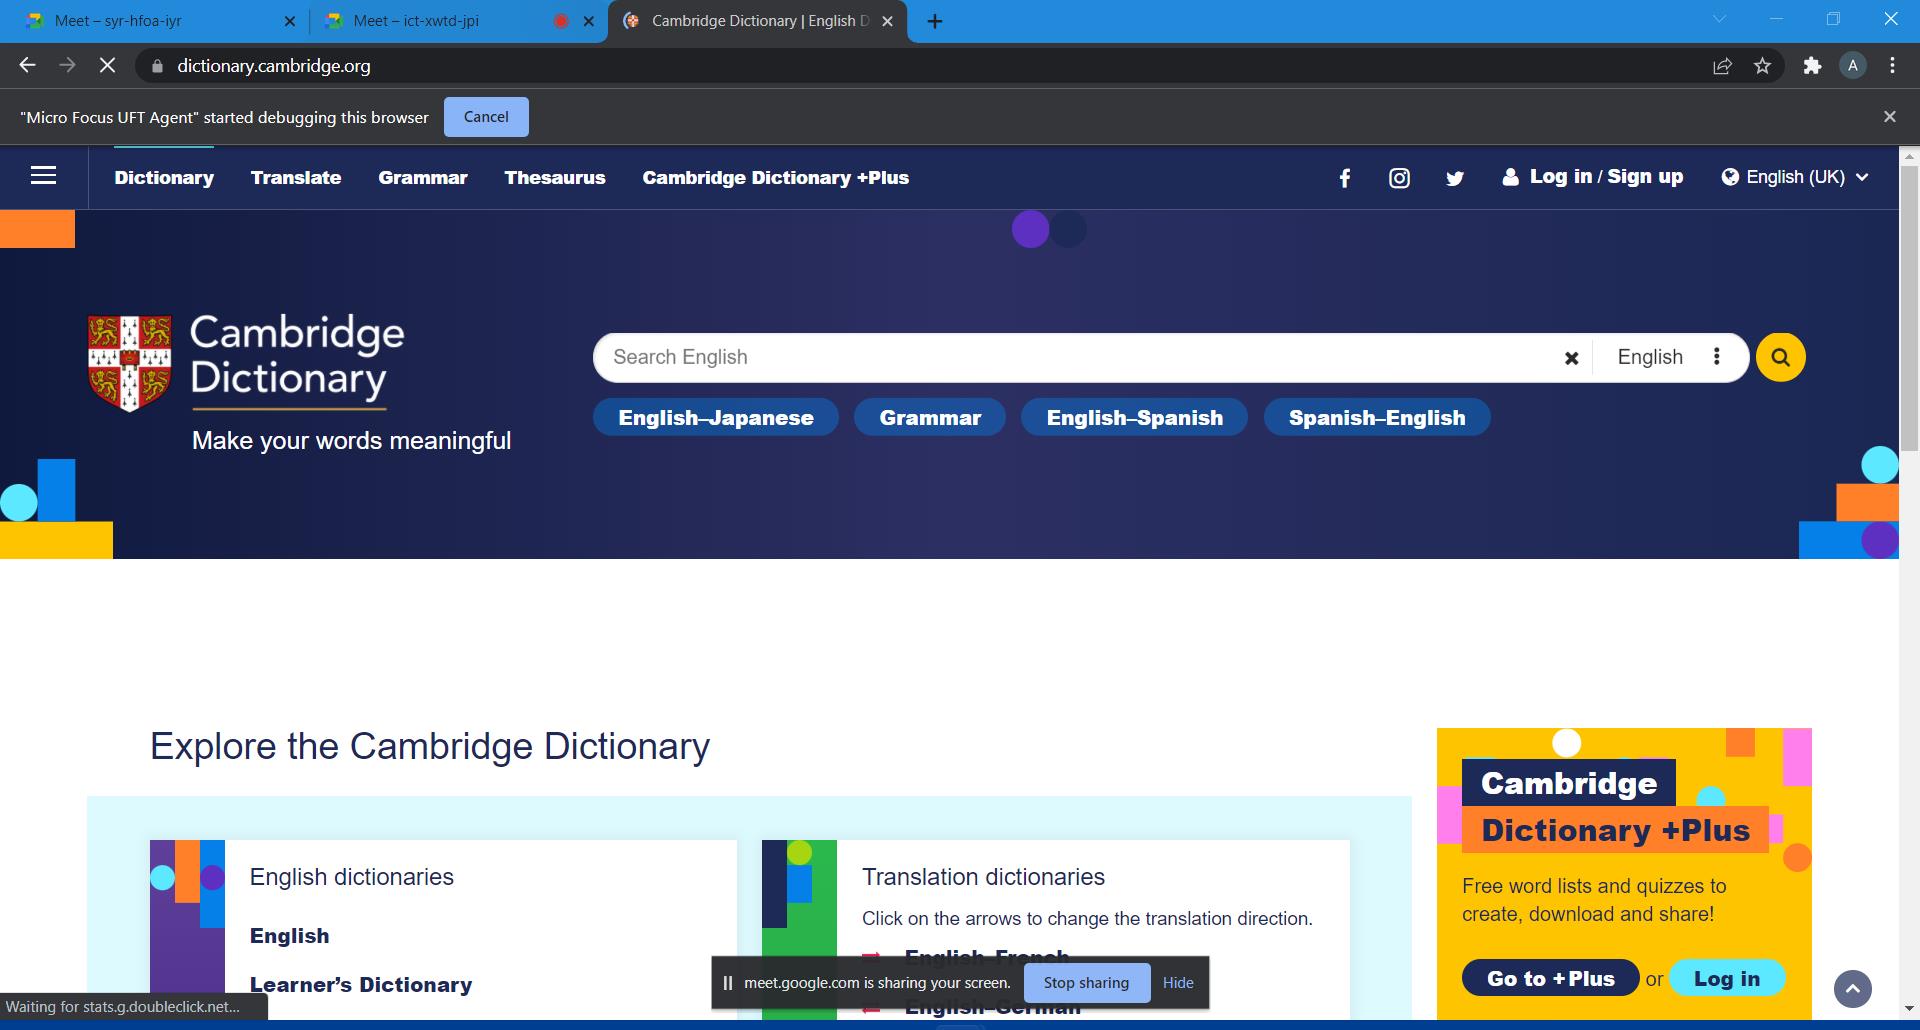 Meet – syr-hfoa-iyr
Meet – ict-xwtd-jpi
Cambridge Dictionary | English D
dictionary.cambridge.org
A
"Micro Focus UFT Agent" started debugging this browser
Cancel
Dictionary
Translate
Grammar
Thesaurus
Cambridge Dictionary +Plus
Log in / Sign up
English (UK)
Cambridge
Dictionary
Make your words meaningful
Search English
English
English–Japanese
Grammar
English–Spanish
Spanish–English
Explore the Cambridge Dictionary
English dictionaries
English
Learner's Dictionary
Translation dictionaries
Click on the arrows to change the translation direction.
English–French
English–German
Cambridge
Dictionary +Plus
Free word lists and quizzes to
create, download and share!
Go to +Plus or Log in
meet.google.com is sharing your screen.
Stop sharing
Hide
Waiting for stats.g.doubleclick.net...